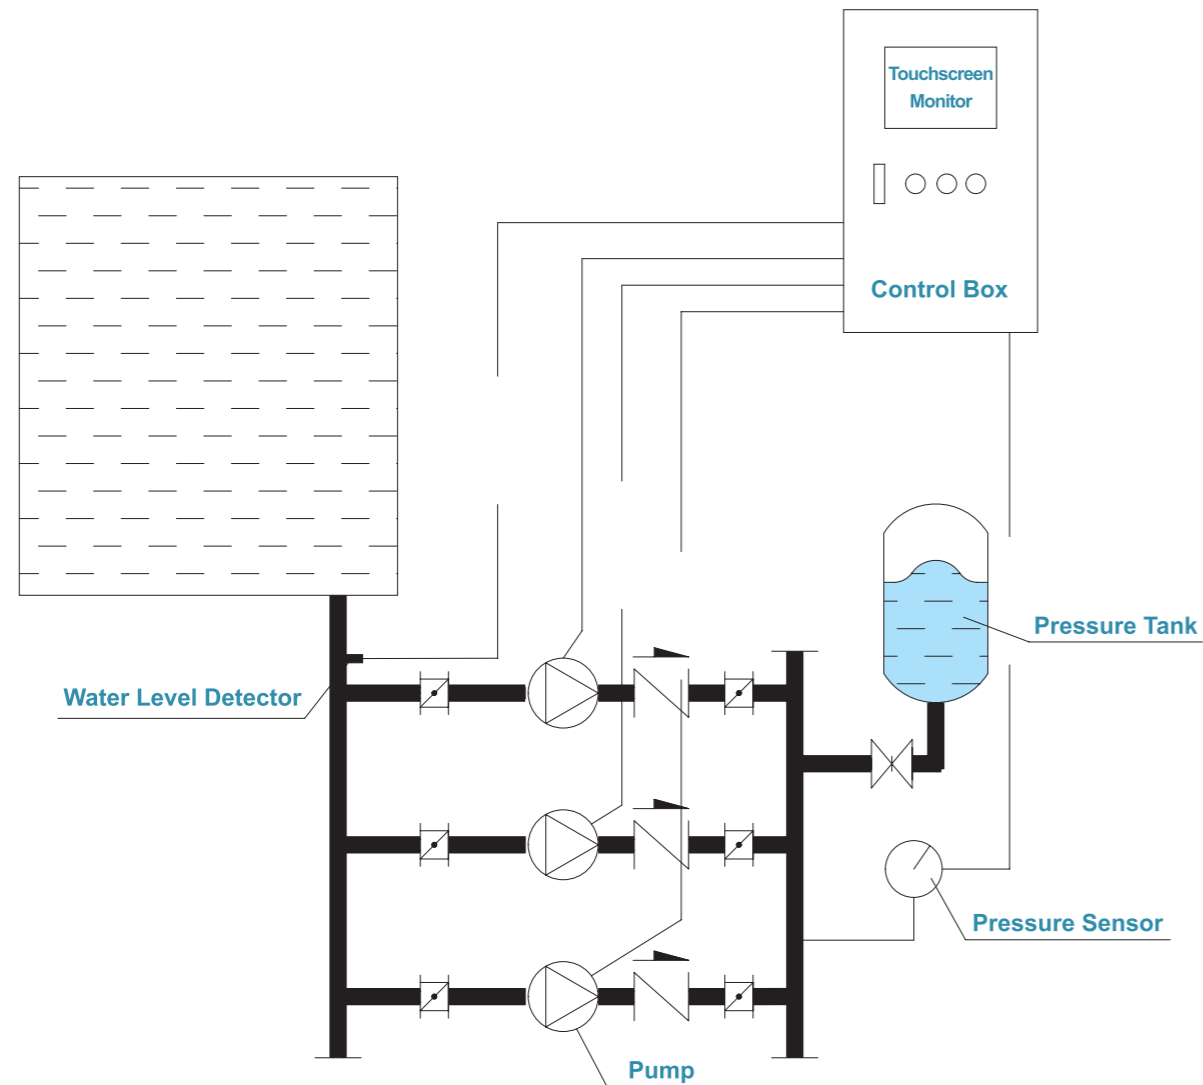 Touchscreen
Monitor
Control Box
Pressure Tank
Water Level Detector
Pressure Sensor
Pump